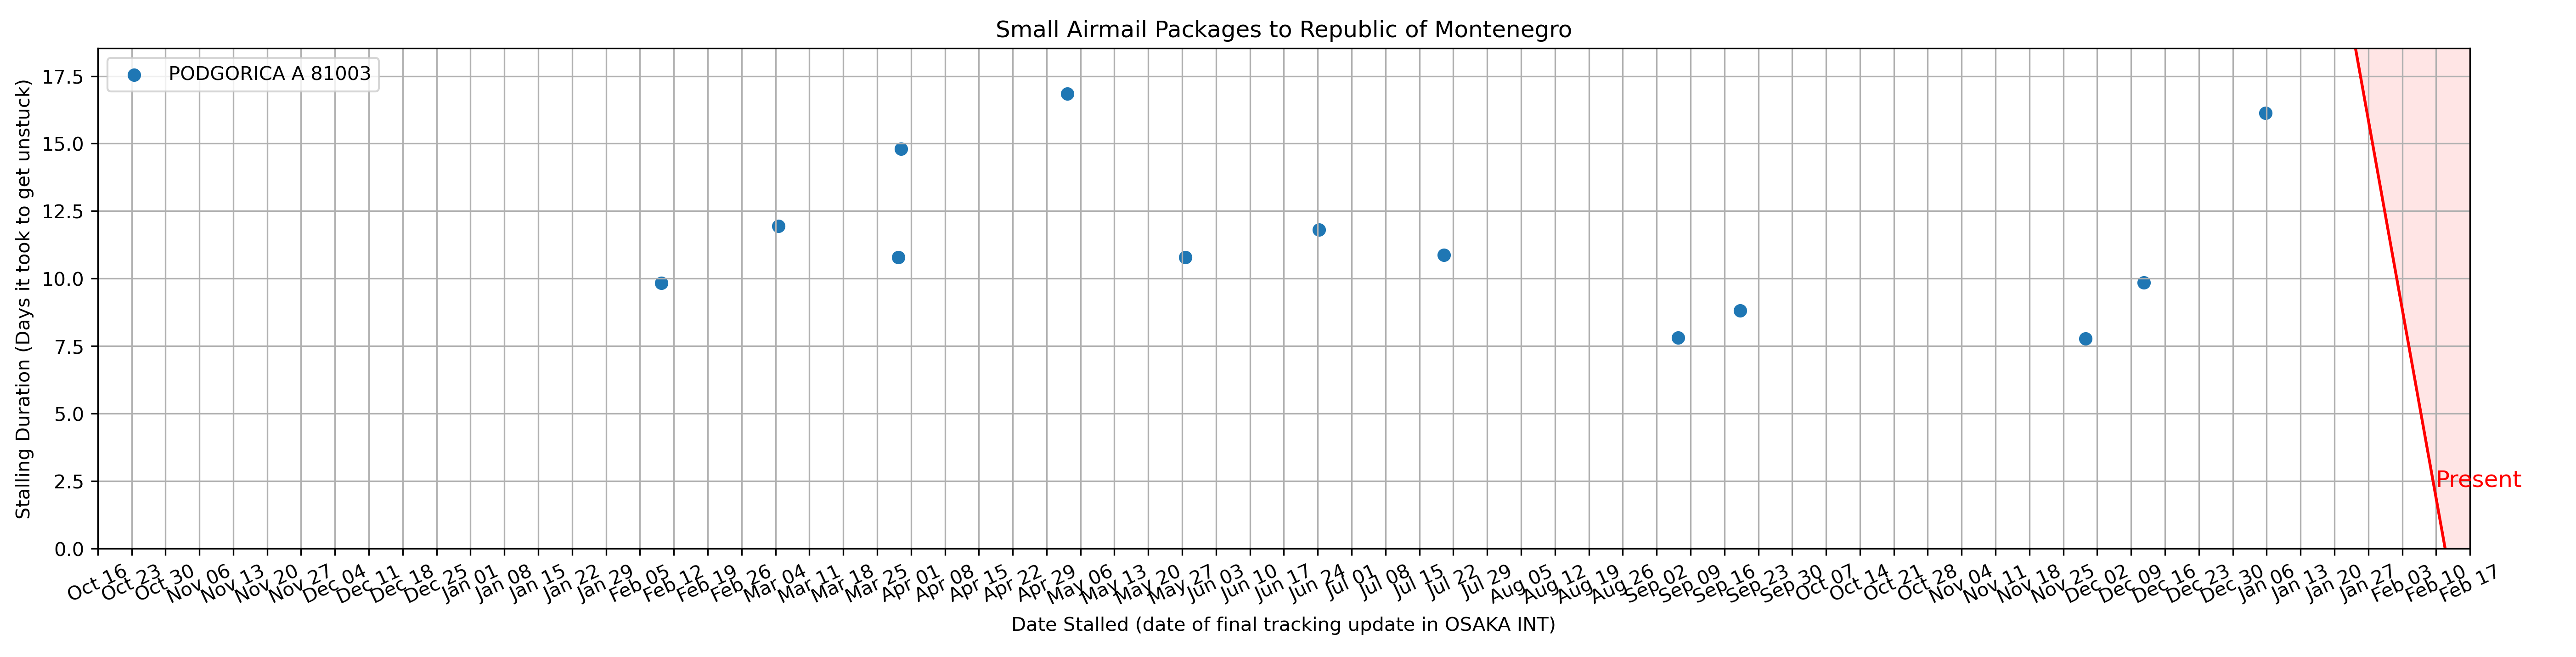 Small Airmail Packages to Republic of Montenegro
PODGORICA A 81003
Stalling Duration (Days it took to get unstuck)
17.5
15.0
12.5
10.0
7.5
5.0
2.5
0.0
Present
Oct 16
Oct 23
Oct 30
Nov 06
Nov 13
Nov 20
Nov 27
Dec 04
Dec 11
Dec 18
Dec 25
Jan 01
Jan 08
Jan 15
Jan 22
Jan 29
Feb 05
Feb 12
Feb 19
Feb 26
Mar 04
Mar 11
Mar 18
Mar 25
Apr 01
Apr 08
Apr 15
Apr 22
Apr 29
May 06
May 13
May 20
May 27
Jun 03
Jun 10
Jun 17
Jun 24
Jul 01
Jul 08
Jul 15
Jul 22
Jul 29
Aug 05
Aug 12
Aug 19
Aug 26
Sep 02
Sep 09
Sep 16
Sep 23
Sep 30
Oct 07
Oct 14
Oct 21
Oct 28
Nov 04
Nov 11
Nov 18
Nov 25
Dec 02
Dec 09
Dec 16
Dec 23
Dec 30
Jan 06
Jan 13
Jan 20
Jan 27
Feb 03
Feb 10
Feb 17
Date Stalled (date of final tracking update in OSAKA INT)